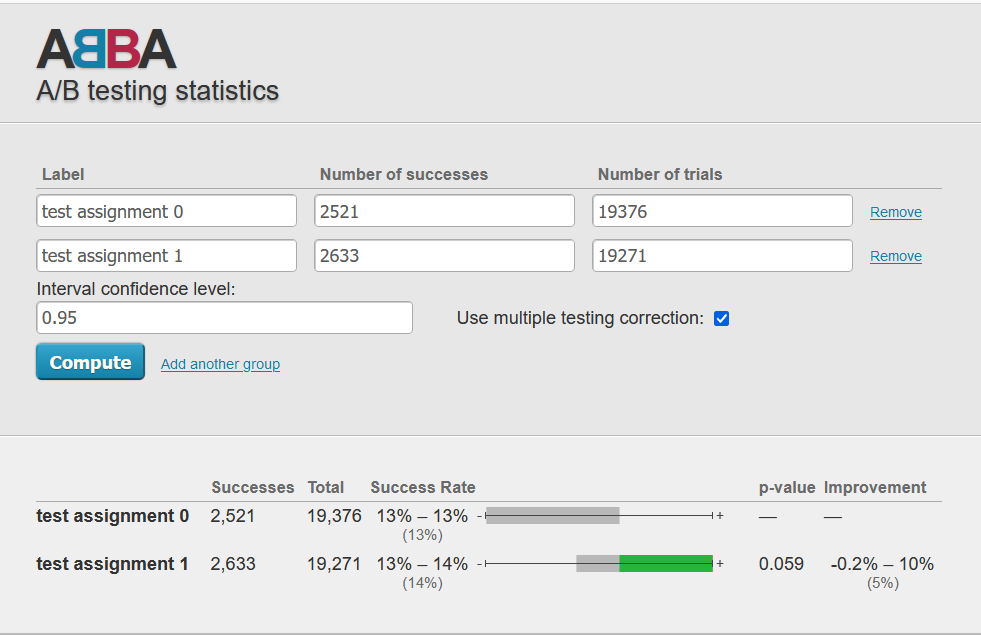 ABBA
A/B testing statistics
Label Number of successes Number of trials
test assignment 0 2521 19376 Remove
test assignment 1 2633 19271 Remove
Interval confidence level:
0.95 Use multiple testing correction:
Compute Add another group
Successes Total Success Rate p-value Improvement
test assignment 0 2,521 19,376 13% – 13% - + — —
(13%)
test assignment 1 2,633 19,271 13% – 14% - + 0.059 -0.2% – 10%
(14%) (5%)